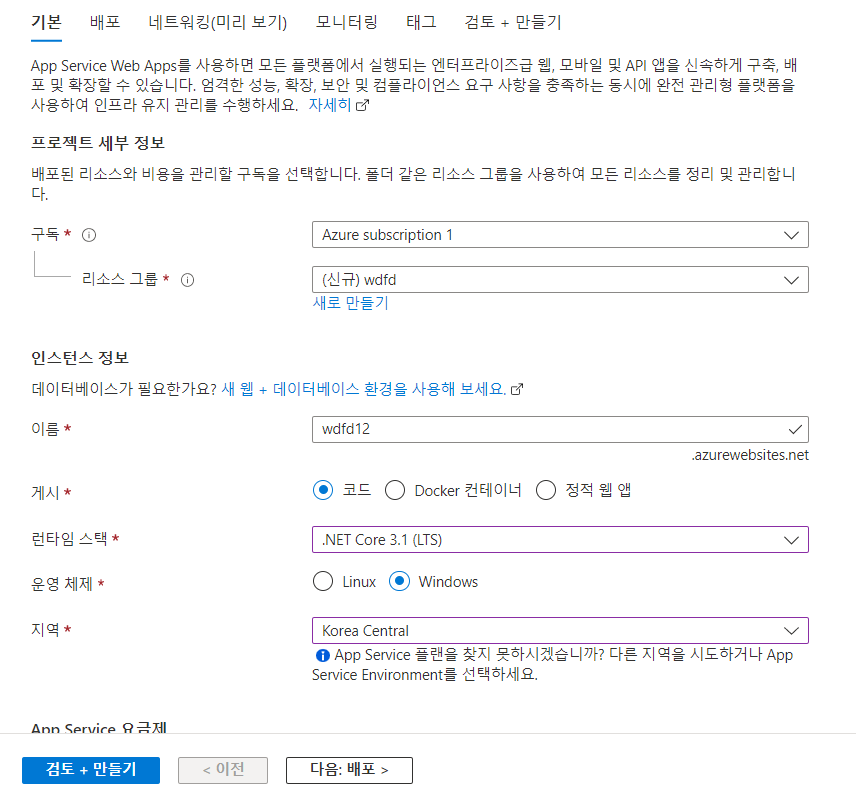 기본 배포 네트워킹(미리 보기) 모니터링 태그 검토 + 만들기
App Service Web Apps를 사용하면 모든 플랫폼에서 실행되는 엔터프라이즈급 웹, 모바일 및 API 앱을 신속하게 구축, 배
포 및 확장할 수 있습니다. 엄격한 성능, 확장, 보안 및 컴플라이언스 요구 사항을 충족하는 동시에 완전 관리형 플랫폼을
사용하여 인프라 유지 관리를 수행하세요. 자세히
프로젝트 세부 정보
배포된 리소스와 비용을 관리할 구독을 선택합니다. 폴더 같은 리소스 그룹을 사용하여 모든 리소스를 정리 및 관리합니
다.
구독 * Azure subscription 1
리소스 그룹 * (신규) wdfd
새로 만들기
인스턴스 정보
데이터베이스가 필요한가요? 새 웹 + 데이터베이스 환경을 사용해 보세요.
이름 * wdfd12
.azurewebsites.net
게시 * 코드 Docker 컨테이너 정적 웹 앱
런타임 스택 * .NET Core 3.1 (LTS)
운영 체제 * Linux Windows
지역 * Korea Central
App Service 플랜을 찾지 못하시겠습니까? 다른 지역을 시도하거나 App
Service Environment를 선택하세요.
App Service 요금제
검토 + 만들기 < 이전 다음: 배포 >